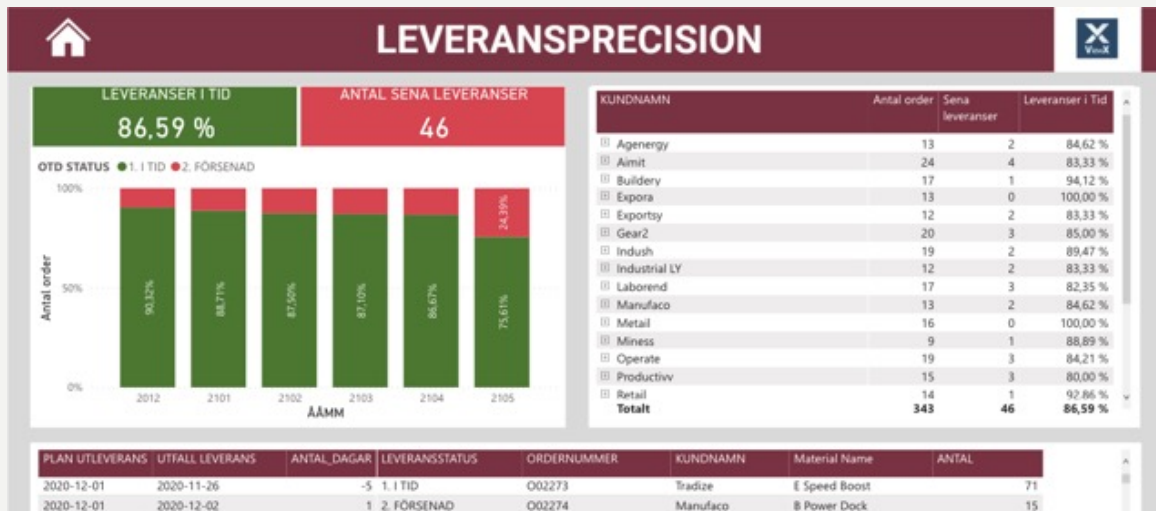 LEVERANSPRECISION
X
LEVERANSER I TID
86,59 %
ANTAL SENA LEVERANSER
46
OTD STATUS 1. I TID 2. FÖRSENAD
100%
50%
0%
Antal order
90,32%
88,71%
87,50%
87,10%
86,67%
24,39%
75,61%
2012 2101 2102 2103 2104 2105
ÅÅMM
KUNDNAMN Antal order Sena leveranser Leveranser i Tid
Agenergy 13 2 84,62 %
Aimit 24 4 83,33 %
Buildery 17 1 94,12 %
Expora 13 0 100,00 %
Exportsy 12 2 83,33 %
Gear2 20 3 85,00 %
Indush 19 2 89,47 %
Industrial LY 12 2 83,33 %
Laborend 17 3 82,35 %
Manufaco 13 2 84,62 %
Metail 16 0 100,00 %
Miness 9 1 88,89 %
Operate 19 3 84,21 %
Productivv 15 3 80,00 %
Retail 14 1 92,86 %
Totalt 343 46 86,59 %
PLAN UTLEVERANS UTFALL LEVERANS ANTAL_DAGAR LEVERANSSTATUS ORDERNUMMER KUNDNAMN Material Name ANTAL
2020-12-01 2020-11-26 -5 1. I TID O02273 Tradize E Speed Boost 71
2020-12-01 2020-12-02 1 2. FÖRSENAD O02274 Manufaco B Power Dock 15